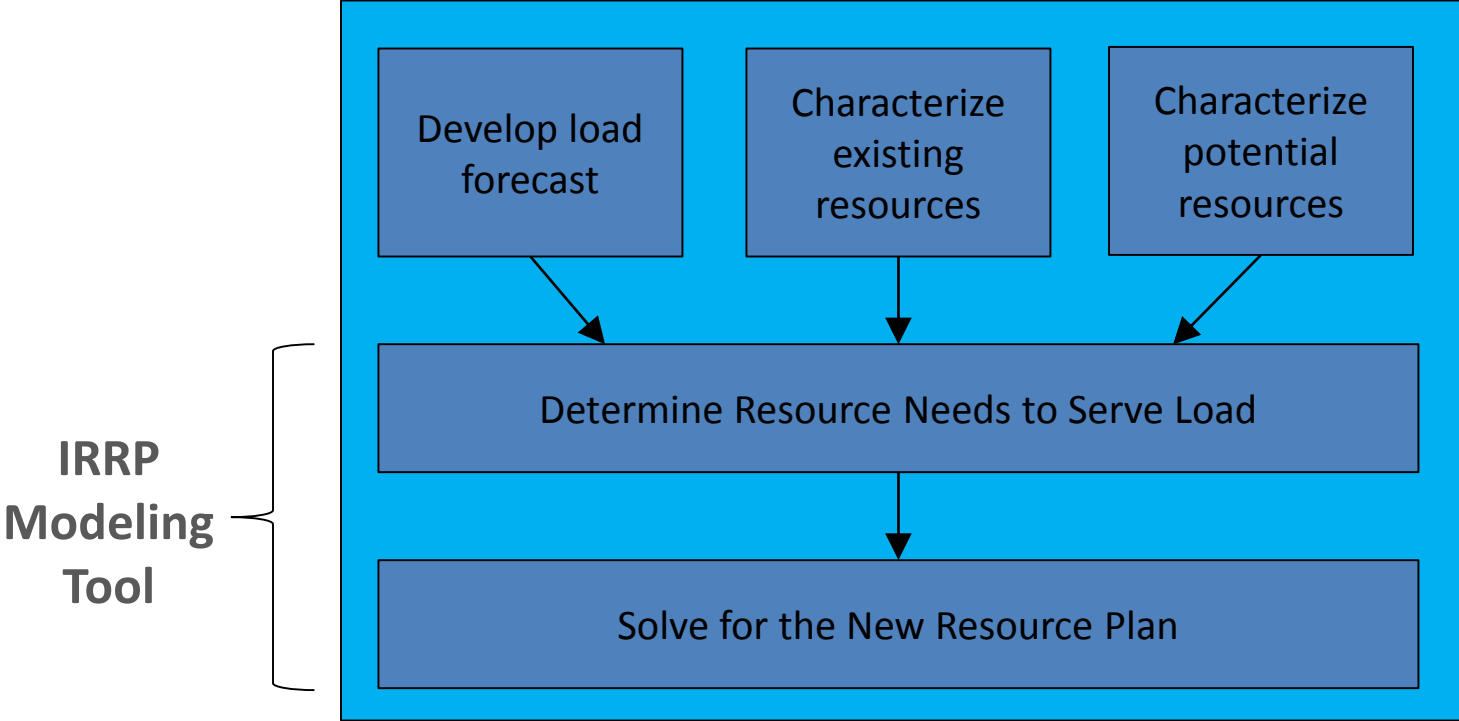 Develop load
forecast
Characterize
existing
resources
Characterize
potential
resources
Determine Resource Needs to Serve Load
IRRP
Modeling
Tool
Solve for the New Resource Plan